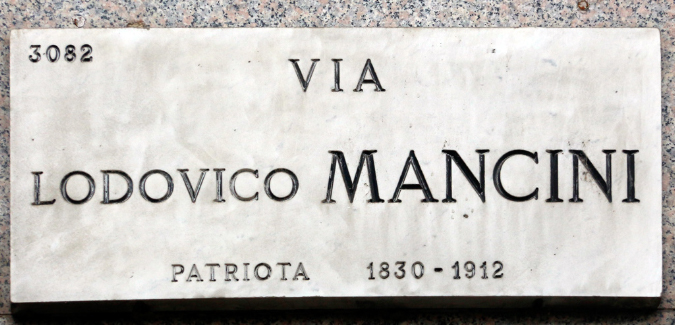 3082
VIA
LODOVICO MANCINI
PATRIOTA 1830-1912